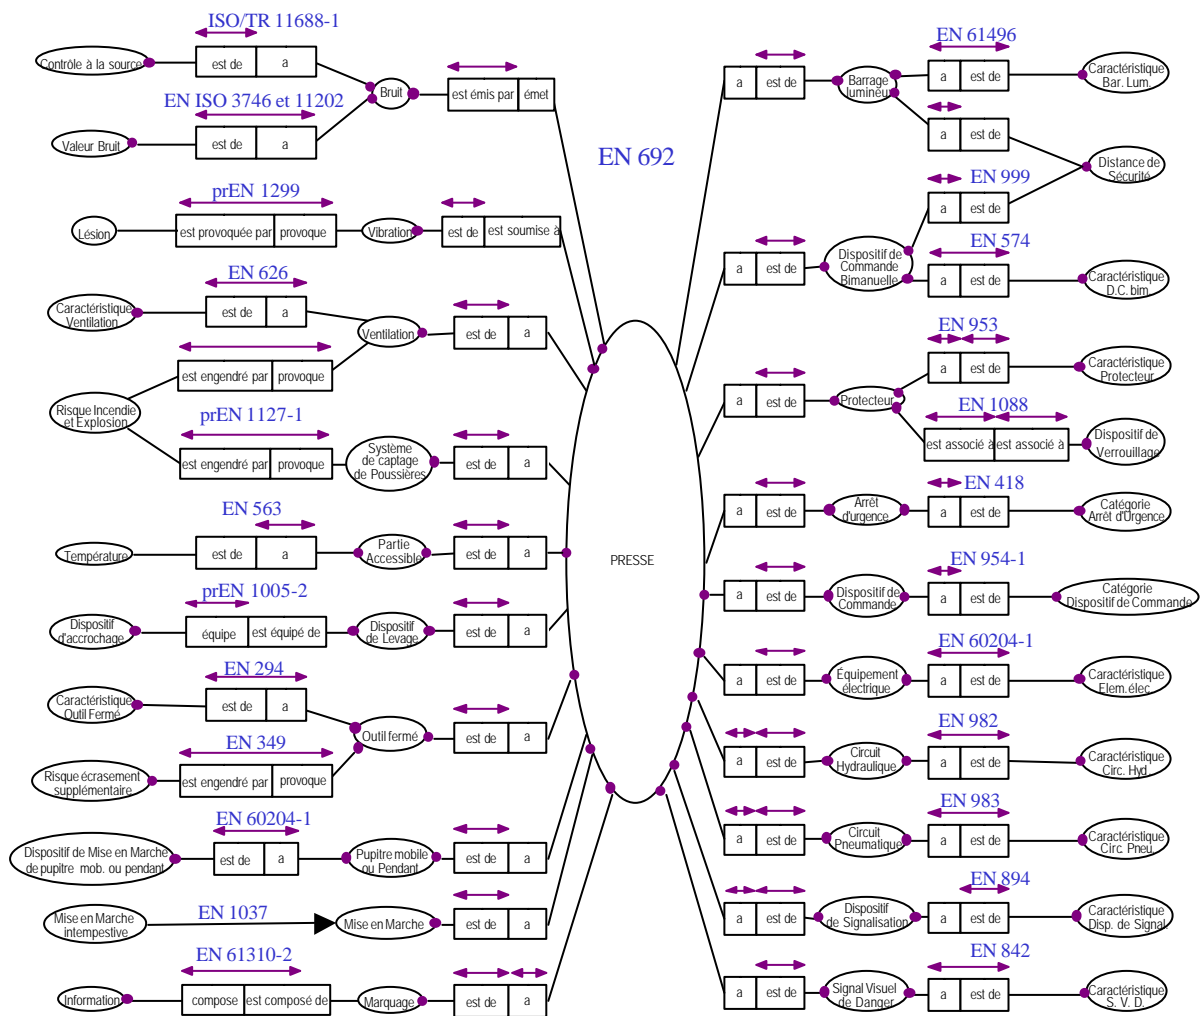 ISO/TR 11688-1
Contrôle à la source
est de
a
Bruit
est émis par
émet
EN ISO 3746 et 11202
Valeur Bruit
est de
a
prEN 1299
Lésion
est provoquée par
provoque
Vibration
est de
est soumise à
EN 626
Caractéristique
Ventilation
est de
a
Ventilation
est de
a
est engendré par
provoque
Risque Incendie
et Explosion
prEN 1127-1
est engendré par
provoque
Système
de captage
de Poussières
est de
a
EN 563
Température
est de
a
Partie
Accessible
est de
a
prEN 1005-2
Dispositif
d'accrochage
équipe
est équipé de
Dispositif
de Levage
est de
a
EN 294
Caractéristique
Outil Fermé
est de
a
Outil fermé
est de
a
EN 349
Risque écrasement
supplémentaire
est engendré par
provoque
EN 60204-1
Dispositif de Mise en Marche
de pupitre mob. ou pendant
est de
a
Pupitre mobile
ou Pendant
est de
a
EN 1037
Mise en Marche
intempestive
Mise en Marche
est de
a
EN 61310-2
Information
compose
est composé de
Marquage
est de
a
EN 692
PRESSE
EN 61496
a
est de
Barrage
lumineu
a
est de
Caractéristique
Bar. Lum.
a
est de
Distance de
Sécurité
EN 999
a
est de
EN 574
a
est de
Dispositif de
Commande
Bimanuelle
a
est de
Caractéristique
D.C. bim
EN 953
a
est de
Protecteur
a
est de
Caractéristique
Protecteur
EN 1088
est associé à
est associé à
Dispositif de
Verrouillage
EN 418
a
est de
Arrêt
d'urgence
a
est de
Catégorie
Arrêt d'Urgence
EN 954-1
a
est de
Dispositif de
Commande
a
est de
Catégorie
Dispositif de Commande
EN 60204-1
a
est de
Équipement
électrique
a
est de
Caractéristique
Elem. élec
EN 982
a
est de
Circuit
Hydraulique
a
est de
Caractéristique
Circ. Hyd.
EN 983
a
est de
Circuit
Pneumatique
a
est de
Caractéristique
Circ. Pneu.
EN 894
a
est de
Dispositif
de Signalisation
a
est de
Caractéristique
Disp. de Signal.
EN 842
a
est de
Signal Visuel
de Danger
a
est de
Caractéristique
S. V. D.